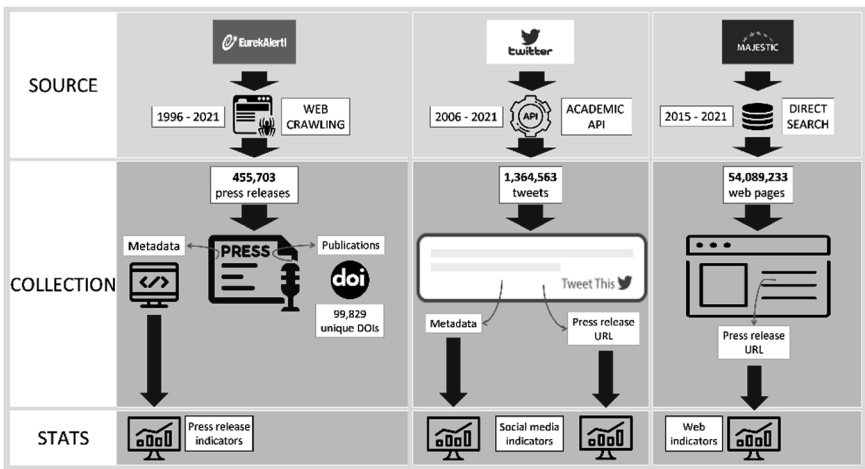 SOURCE
EurekAlert!
1996 - 2021
WEB
CRAWLING
twitter
2006 - 2021
API
ACADEMIC
API
MAJESTIC
2015 - 2021
DIRECT
SEARCH
COLLECTION
455,703
press releases
Metadata
PRESS
Publications
doi
99,829
unique DOIs
1,364,563
tweets
Tweet This
Metadata
Press release
URL
54,089,233
web pages
Press release
URL
STATS
Press release
indicators
Social media
indicators
Web
indicators